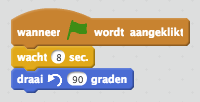 wanneer wordt aangeklikt
wacht 8 sec.
draai 90 graden